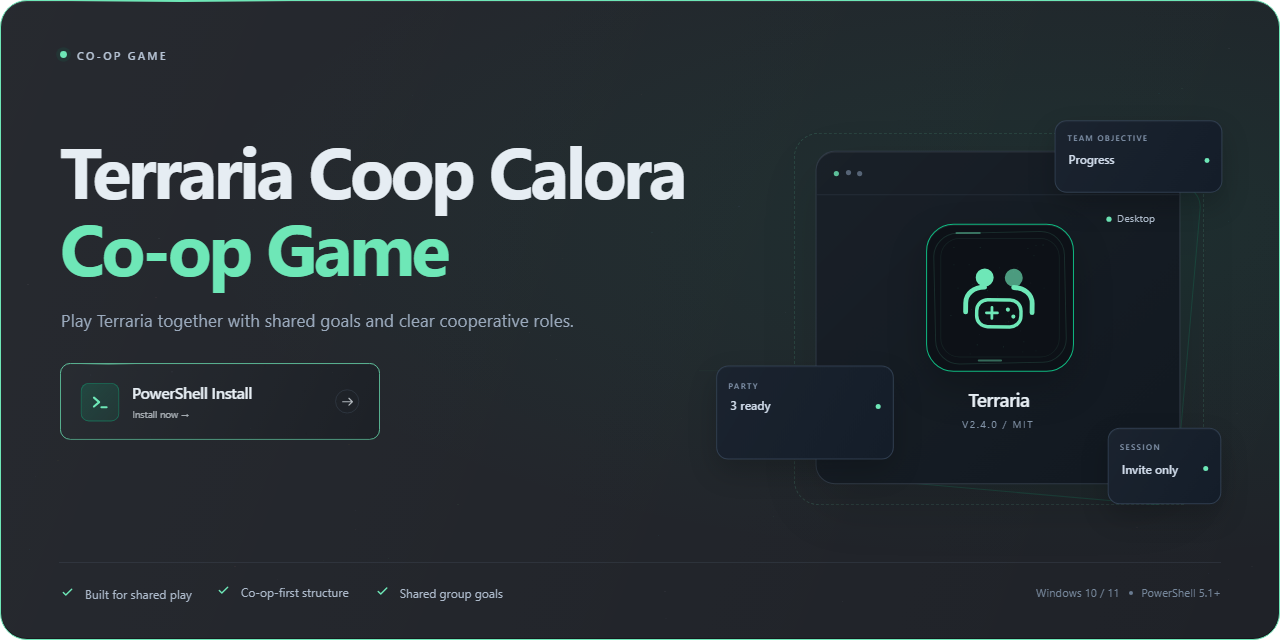 CO-OP GAME
Terraria Coop Calora
Co-op Game
Play Terraria together with shared goals and clear cooperative roles.
PowerShell Install
Install now →
TEAM OBJECTIVE
Progress
Desktop
Terraria
V2.4.0 / MIT
PARTY
3 ready
SESSION
Invite only
Built for shared play
Co-op-first structure
Shared group goals
Windows 10 / 11 • PowerShell 5.1+